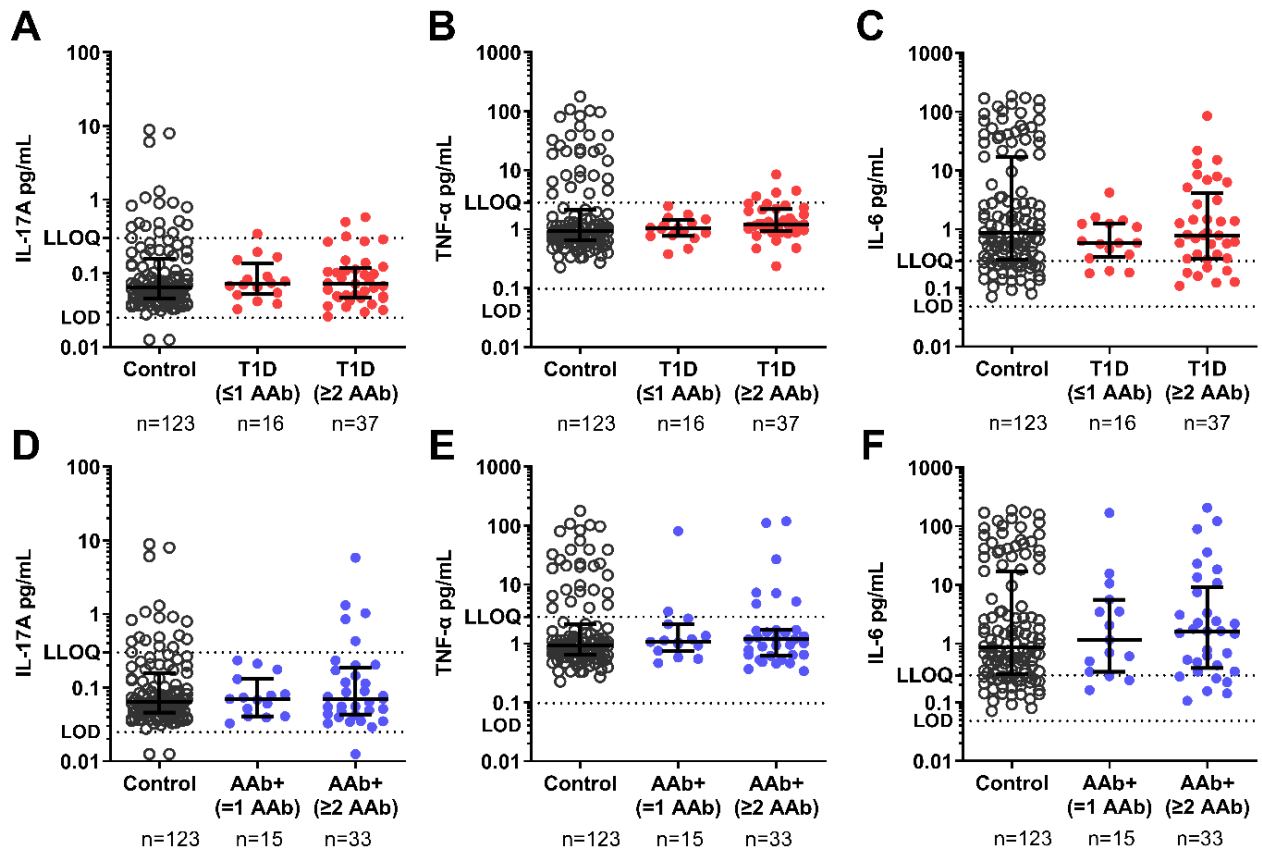 A
IL-17A pg/mL
100
10
1
LLOQ
0.1
LOD
0.01
Control
T1D
(≤1 AAb)
T1D
(≥2 AAb)
n=123
n=16
n=37
B
TNF-α pg/mL
1000
100
10
LLOQ
1
0.1
LOD
0.01
Control
T1D
(≤1 AAb)
T1D
(≥2 AAb)
n=123
n=16
n=37
C
IL-6 pg/mL
1000
100
10
1
LLOQ
0.1
LOD
0.01
Control
T1D
(≤1 AAb)
T1D
(≥2 AAb)
n=123
n=16
n=37
D
IL-17A pg/mL
100
10
1
LLOQ
0.1
LOD
0.01
Control
AAb+
(=1 AAb)
AAb+
(≥2 AAb)
n=123
n=15
n=33
E
TNF-α pg/mL
1000
100
10
LLOQ
1
0.1
LOD
0.01
Control
AAb+
(=1 AAb)
AAb+
(≥2 AAb)
n=123
n=15
n=33
F
IL-6 pg/mL
1000
100
10
1
LLOQ
0.1
LOD
0.01
Control
AAb+
(=1 AAb)
AAb+
(≥2 AAb)
n=123
n=15
n=33